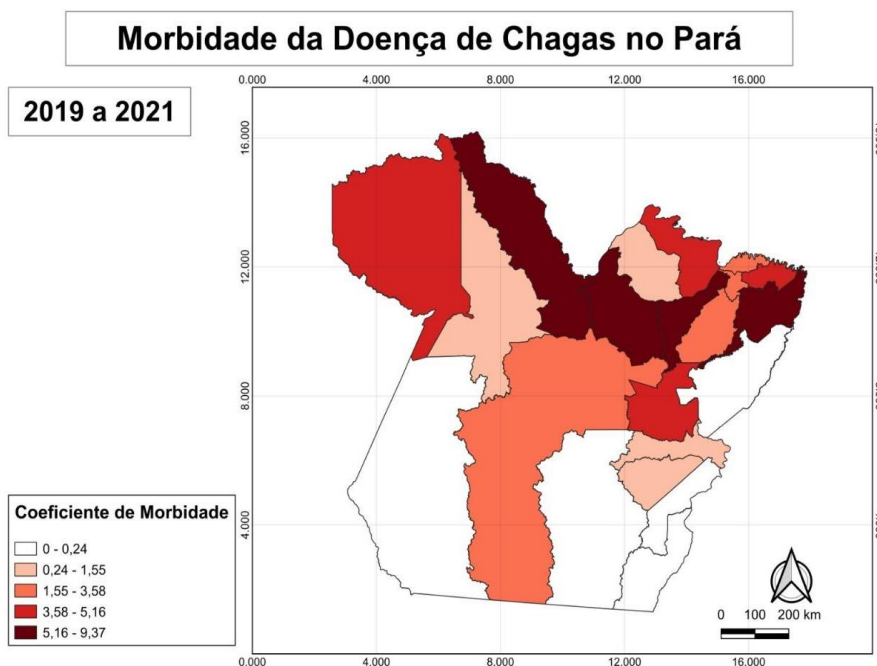 Morbidade da Doença de Chagas no Pará
2019 a 2021
0.000 4.000 8.000 12.000 16.000
16.000
12.000
8.000
4.000
Coeficiente de Morbidade
0 - 0,24
0,24 - 1,55
1,55 - 3,58
3,58 - 5,16
5,16 - 9,37
0 100 200 km
0.000 4.000 8.000 12.000 16.000